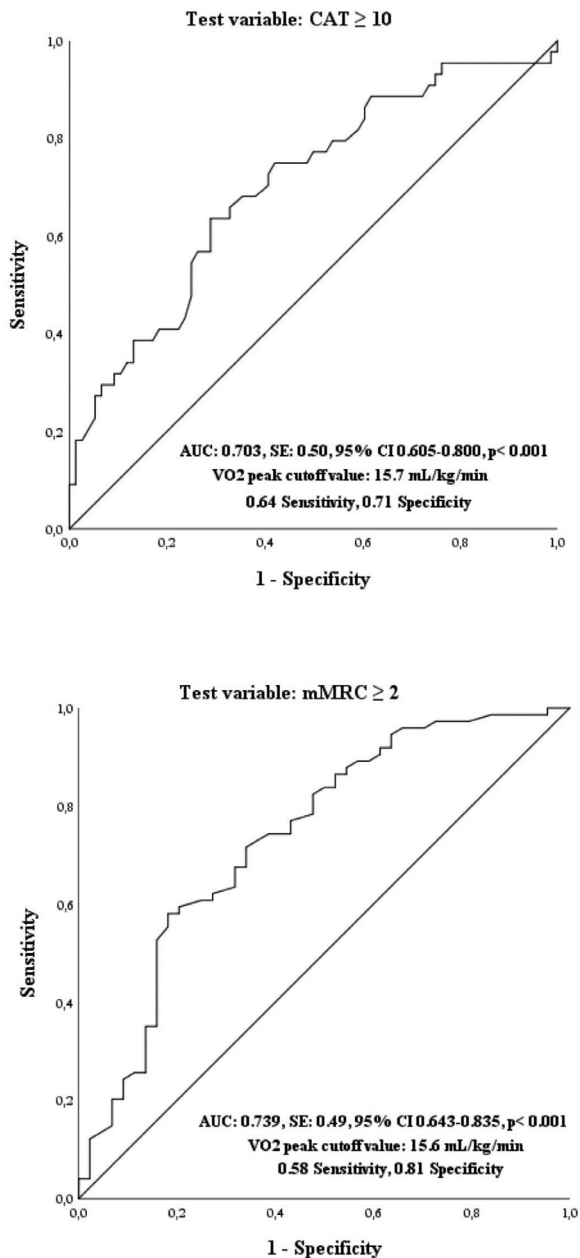 Test variable: CAT ≥ 10
1,0
0,8
0,6
0,4
0,2
0,0
Sensitivity
AUC: 0.703, SE: 0.50, 95% CI 0.605-0.800, p< 0.001
VO2 peak cutoff value: 15.7 mL/kg/min
0.64 Sensitivity, 0.71 Specificity
0,0 0,2 0,4 0,6 0,8 1,0
1 - Specificity
Test variable: mMRC ≥ 2
1,0
0,8
0,6
0,4
0,2
0,0
Sensitivity
AUC: 0.739, SE: 0.49, 95% CI 0.643-0.835, p< 0.001
VO2 peak cutoff value: 15.6 mL/kg/min
0.58 Sensitivity, 0.81 Specificity
0,0 0,2 0,4 0,6 0,8 1,0
1 - Specificity